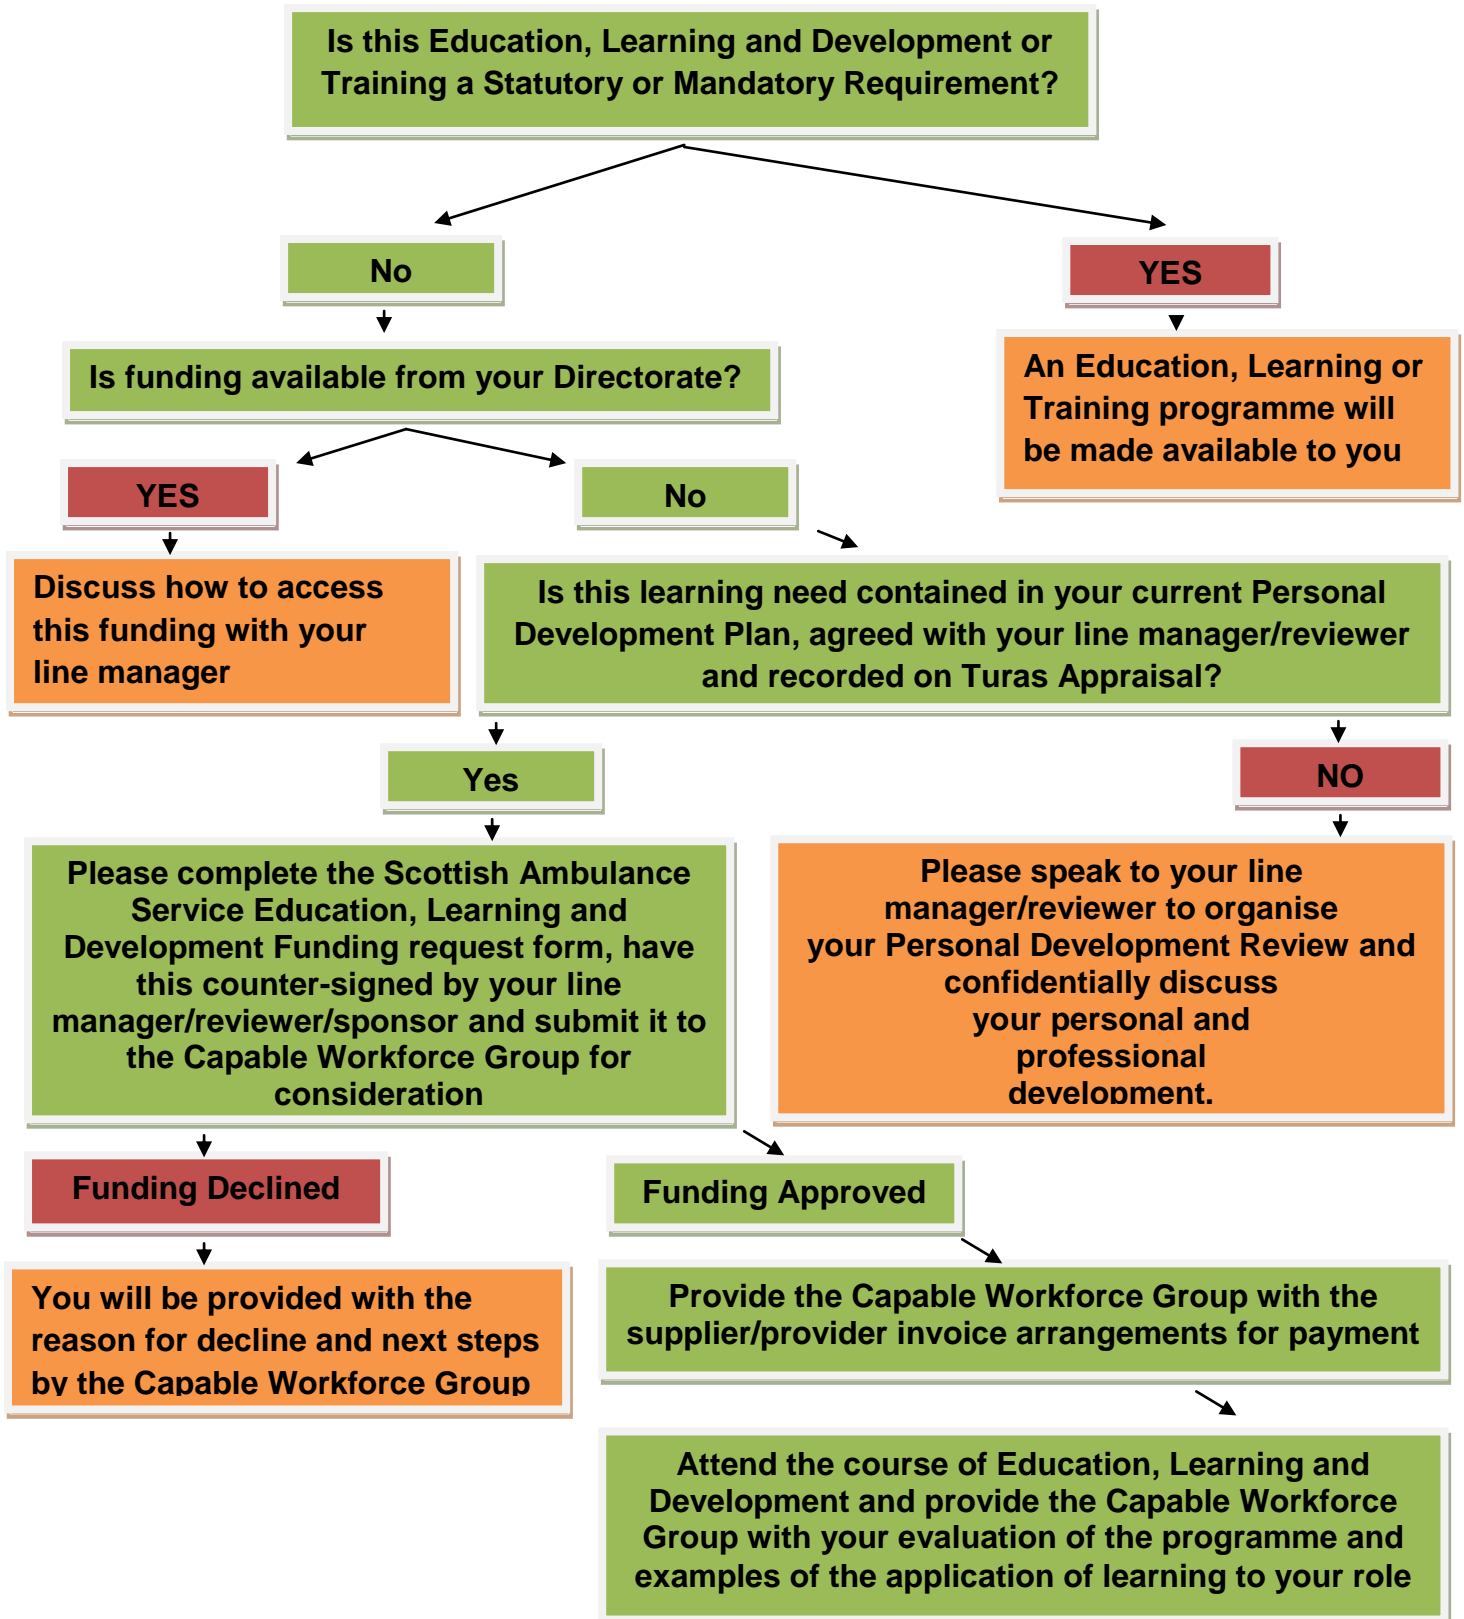 Is this Education, Learning and Development or
Training a Statutory or Mandatory Requirement?
No
YES
Is funding available from your Directorate?
An Education, Learning or
Training programme will
be made available to you
YES
No
Discuss how to access
this funding with your
line manager
Is this learning need contained in your current Personal
Development Plan, agreed with your line manager/reviewer
and recorded on Turas Appraisal?
Yes
NO
Please complete the Scottish Ambulance
Service Education, Learning and
Development Funding request form, have
this counter-signed by your line
manager/reviewer/sponsor and submit it to
the Capable Workforce Group for
consideration
Please speak to your line
manager/reviewer to organise
your Personal Development Review and
confidentially discuss
your personal and
professional
development.
Funding Declined
Funding Approved
You will be provided with the
reason for decline and next steps
by the Capable Workforce Group
Provide the Capable Workforce Group with the
supplier/provider invoice arrangements for payment
Attend the course of Education, Learning and
Development and provide the Capable Workforce
Group with your evaluation of the programme and
examples of the application of learning to your role